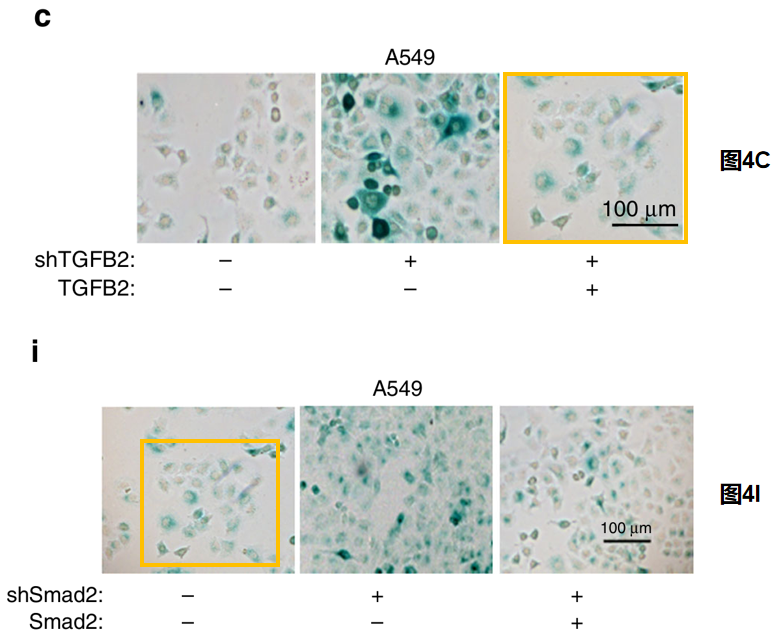 c
A549
图4C
100 μm
shTGFB2: – + +
TGFB2: – – +
i
A549
图4I
100 μm
shSmad2: – + +
Smad2: – – +